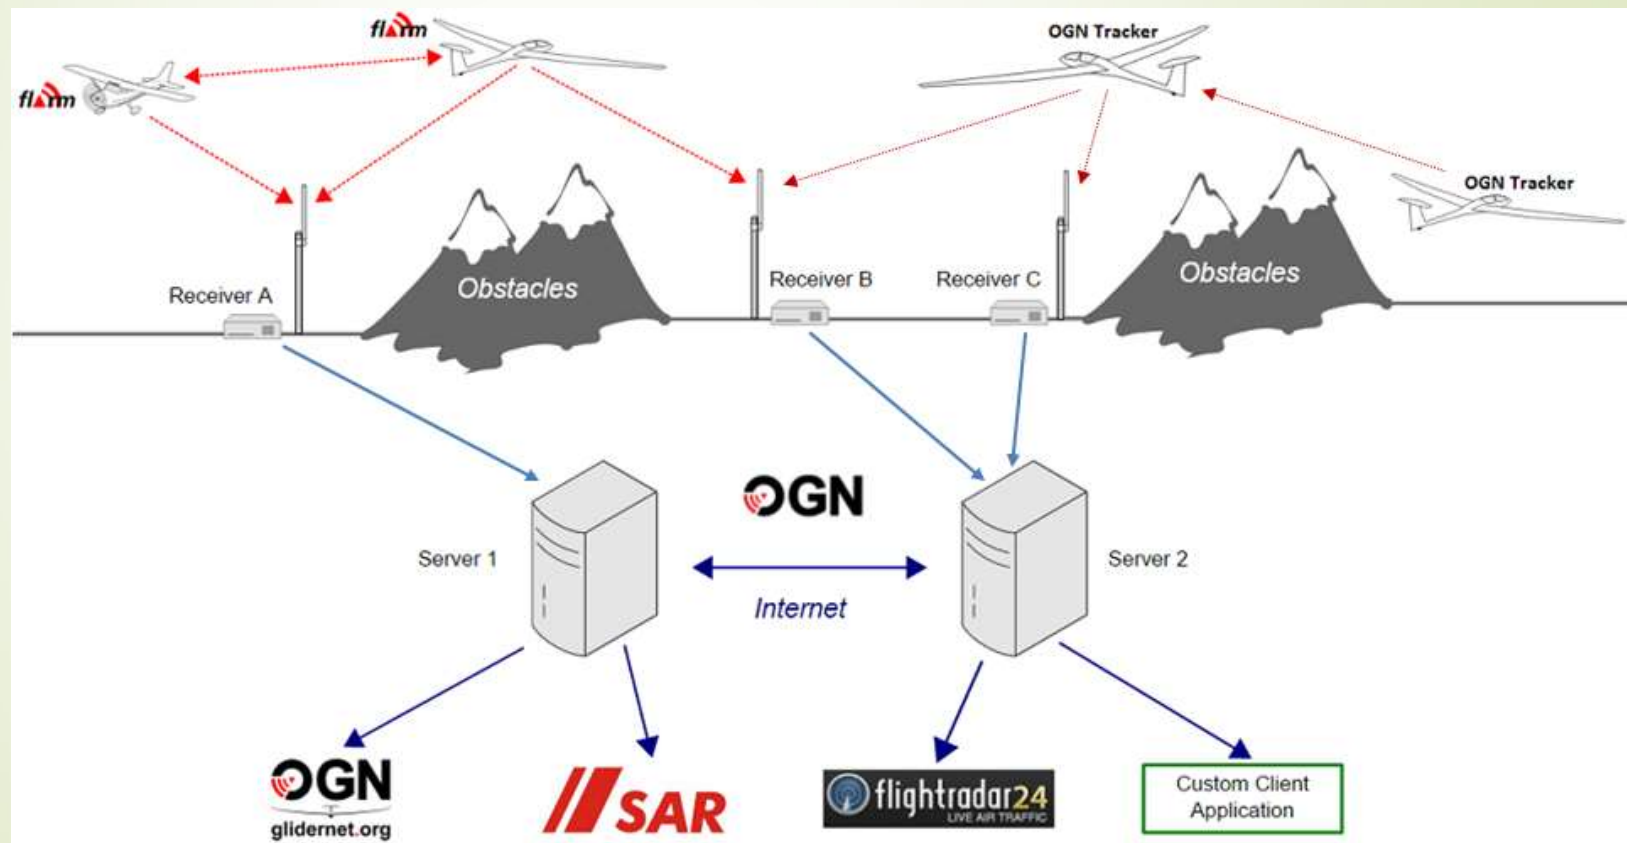 flarm
OGN Tracker
flarm
OGN Tracker
Obstacles
Obstacles
Receiver A
Receiver B
Receiver C
OGN
Server 1
Server 2
Internet
OGN
glidernet.org
SAR
flightradar24
LIVE AIR TRAFFIC
Custom Client
Application